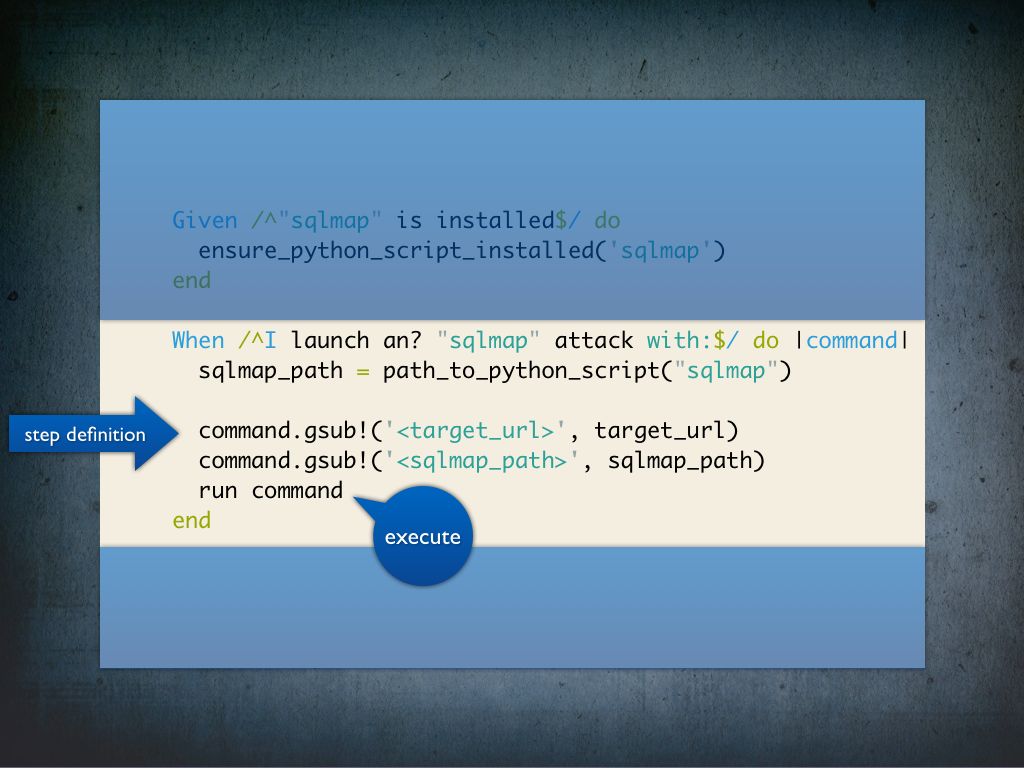 Given /^"sqlmap" is installed$/ do
ensure_python_script_installed('sqlmap')
end
When /^I launch an? "sqlmap" attack with:$/ do |command|
sqlmap_path = path_to_python_script("sqlmap")
step definition
command.gsub!('<target_url>', target_url)
command.gsub!('<sqlmap_path>', sqlmap_path)
run command
end
execute